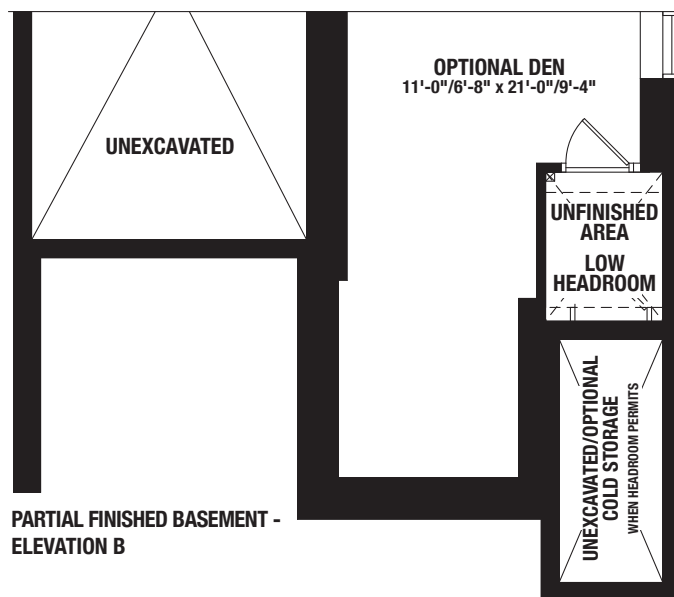 OPTIONAL DEN
11'-0"/6'-8" x 21'-0"/9'-4"
UNEXCAVATED
UNFINISHED
AREA
LOW
HEADROOM
UNEXCAVATED/OPTIONAL
COLD STORAGE
WHEN HEADROOM PERMITS
PARTIAL FINISHED BASEMENT -
ELEVATION B